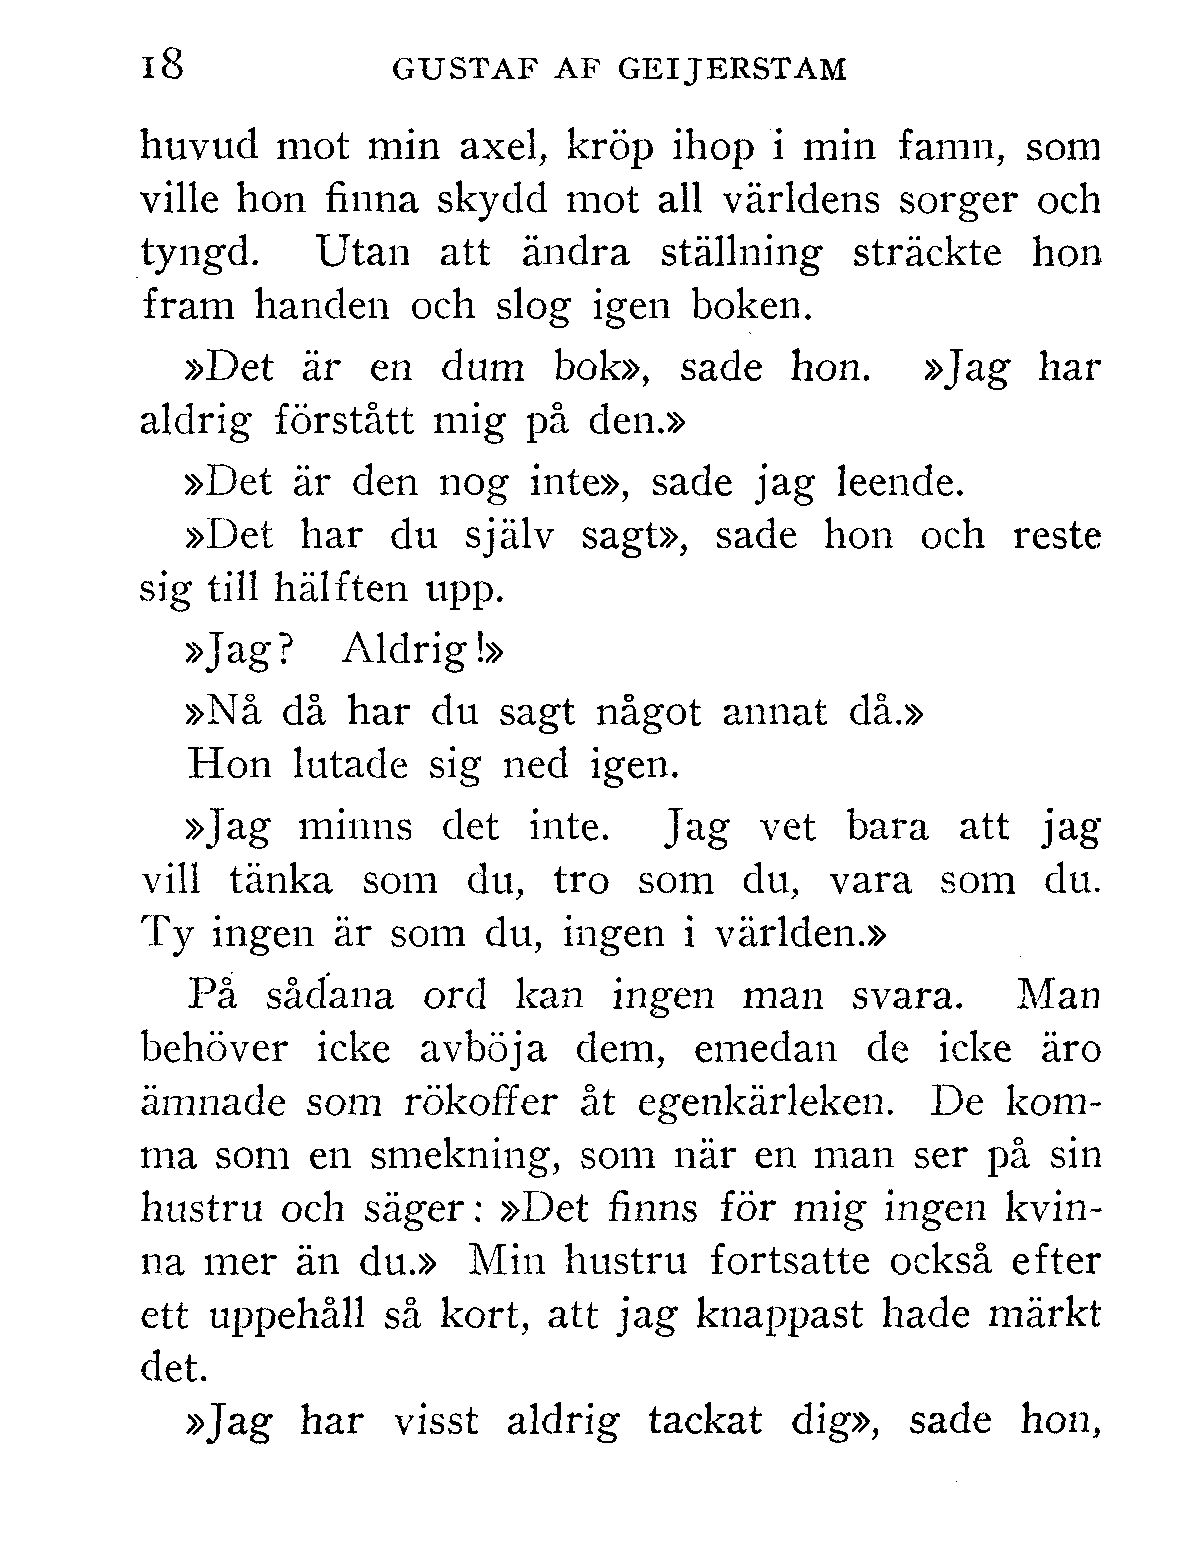 18 GUSTAF AF GEIJERSTAM
huvud mot min axel, kröp ihop i min famn, som
ville hon finna skydd mot all världens sorger och
tyngd. Utan att ändra ställning sträckte hon
fram handen och slog igen boken.
»Det är en dum bok», sade hon. »Jag har
aldrig förstått mig på den.»
»Det är den nog inte», sade jag leende.
»Det har du själv sagt», sade hon och reste
sig till hälften upp.
»Jag? Aldrig!»
»Nå då har du sagt något annat då.»
Hon lutade sig ned igen.
»Jag minns det inte. Jag vet bara att jag
vill tänka som du, tro som du, vara som du.
Ty ingen är som du, ingen i världen.»
På sådana ord kan ingen man svara. Man
behöver icke avböja dem, emedan de icke äro
ämnade som rökoffer åt egenkärleken. De kom-
ma som en smekning, som när en man ser på sin
hustru och säger: »Det finns för mig ingen kvin-
na mer än du.» Min hustru fortsatte också efter
ett uppehåll så kort, att jag knappast hade märkt
det.
»Jag har visst aldrig tackat dig», sade hon,